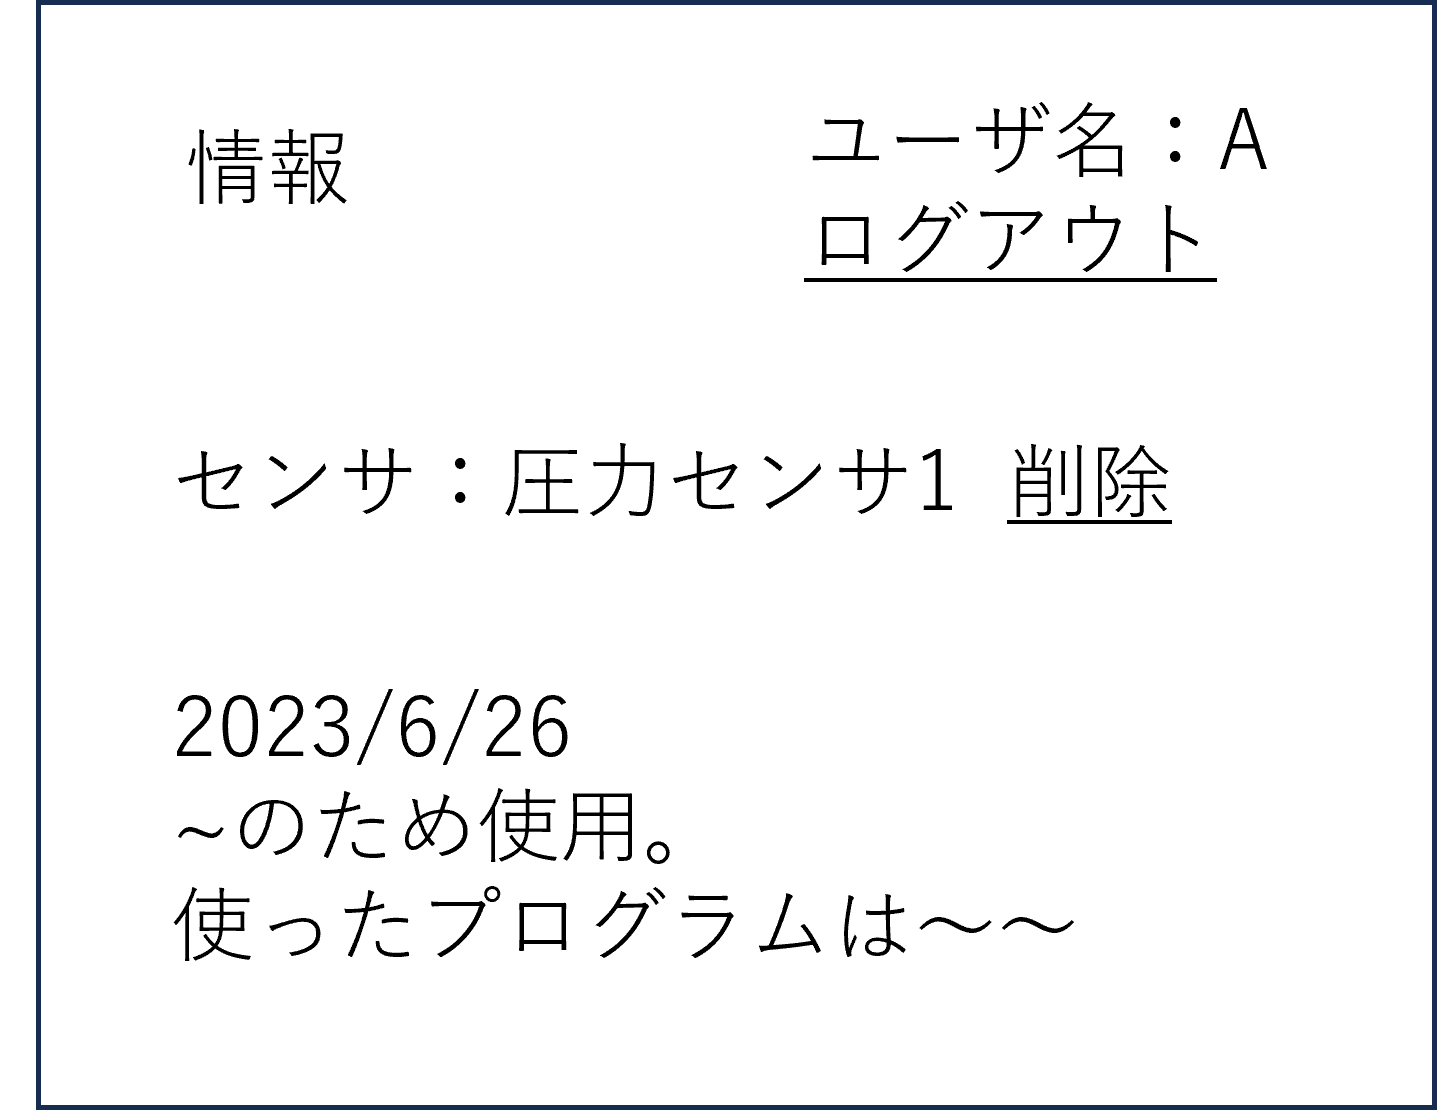 情報
ユーザ名：A
ログアウト
センサ：圧力センサ1 削除
2023/6/26
~のため使用。
使ったプログラムは～～